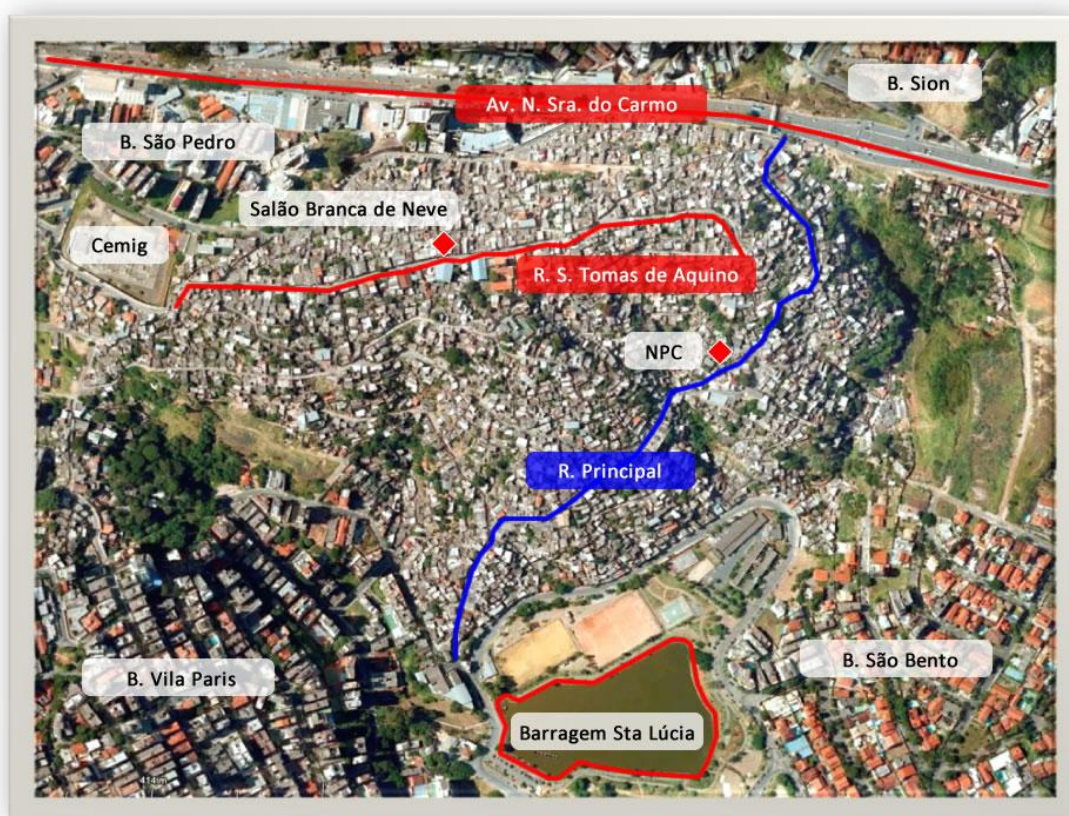 Av. N. Sra. do Carmo
B. Sion
B. São Pedro
Salão Branca de Neve
Cemig
R. S. Tomas de Aquino
NPC
R. Principal
B. São Bento
B. Vila Paris
Barragem Sta Lúcia
414 m